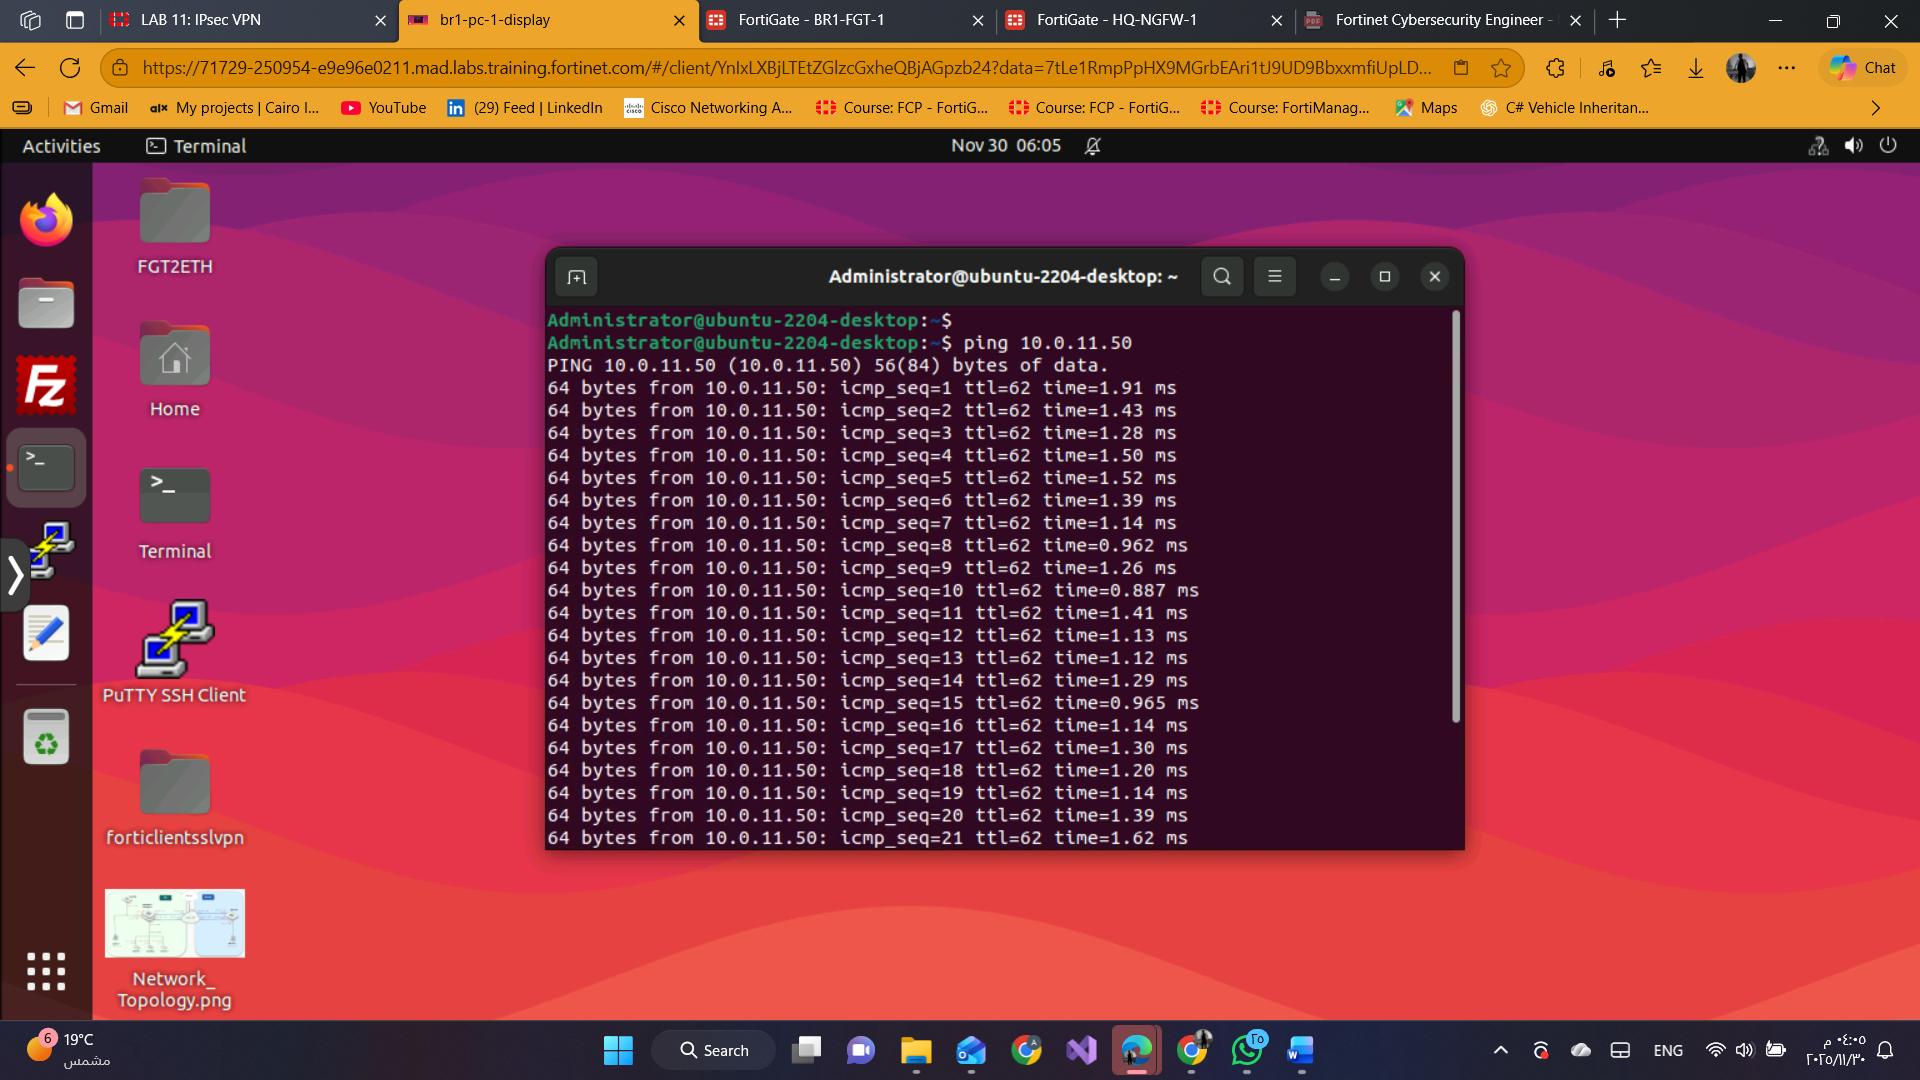 LAB 11: IPsec VPN
br1-pc-1-display
FortiGate - BR1-FGT-1
FortiGate - HQ-NGFW-1
Fortinet Cybersecurity Engineer -
https://71729-250954-e9e96e0211.mad.labs.training.fortinet.com/#/client/YnIxLXBjLTEtZGlzcGxheQBjAGpzb24?data=7tLe1RmpPpHX9MGrbEAri1tJ9UD9BbxxmfiUpLD...
Chat
Gmail
My projects | Cairo I...
YouTube
(29) Feed | LinkedIn
Cisco Networking A...
Course: FCP - FortiG...
Course: FCP - FortiG...
Course: FortiManag...
Maps
C# Vehicle Inheritan...
Activities
Terminal
Nov 30 06:05
FGT2ETH
Home
Terminal
PuTTY SSH Client
forticlientsslvpn
Network_
Topology.png
Administrator@ubuntu-2204-desktop: ~
Administrator@ubuntu-2204-desktop:~$
Administrator@ubuntu-2204-desktop:~$ ping 10.0.11.50
PING 10.0.11.50 (10.0.11.50) 56(84) bytes of data.
64 bytes from 10.0.11.50: icmp_seq=1 ttl=62 time=1.91 ms
64 bytes from 10.0.11.50: icmp_seq=2 ttl=62 time=1.43 ms
64 bytes from 10.0.11.50: icmp_seq=3 ttl=62 time=1.28 ms
64 bytes from 10.0.11.50: icmp_seq=4 ttl=62 time=1.50 ms
64 bytes from 10.0.11.50: icmp_seq=5 ttl=62 time=1.52 ms
64 bytes from 10.0.11.50: icmp_seq=6 ttl=62 time=1.39 ms
64 bytes from 10.0.11.50: icmp_seq=7 ttl=62 time=1.14 ms
64 bytes from 10.0.11.50: icmp_seq=8 ttl=62 time=0.962 ms
64 bytes from 10.0.11.50: icmp_seq=9 ttl=62 time=1.26 ms
64 bytes from 10.0.11.50: icmp_seq=10 ttl=62 time=0.887 ms
64 bytes from 10.0.11.50: icmp_seq=11 ttl=62 time=1.41 ms
64 bytes from 10.0.11.50: icmp_seq=12 ttl=62 time=1.13 ms
64 bytes from 10.0.11.50: icmp_seq=13 ttl=62 time=1.12 ms
64 bytes from 10.0.11.50: icmp_seq=14 ttl=62 time=1.29 ms
64 bytes from 10.0.11.50: icmp_seq=15 ttl=62 time=0.965 ms
64 bytes from 10.0.11.50: icmp_seq=16 ttl=62 time=1.14 ms
64 bytes from 10.0.11.50: icmp_seq=17 ttl=62 time=1.30 ms
64 bytes from 10.0.11.50: icmp_seq=18 ttl=62 time=1.20 ms
64 bytes from 10.0.11.50: icmp_seq=19 ttl=62 time=1.14 ms
64 bytes from 10.0.11.50: icmp_seq=20 ttl=62 time=1.39 ms
64 bytes from 10.0.11.50: icmp_seq=21 ttl=62 time=1.62 ms
6
19°C
مشمس
Search
٢٥
ENG
٠٤:٠٥ م
٢٠٢٥/١١/٣٠